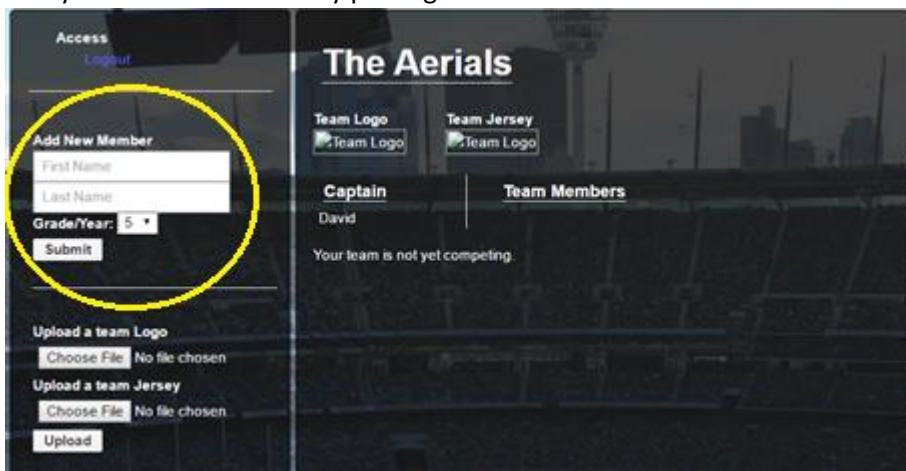 Access
Logout
Add New Member
First Name
Last Name
Grade/Year: 5
Submit
Upload a team Logo
Choose File No file chosen
Upload a team Jersey
Choose File No file chosen
Upload
The Aerials
Team Logo Team Jersey
Team Logo Team Logo
Captain Team Members
David
Your team is not yet competing.